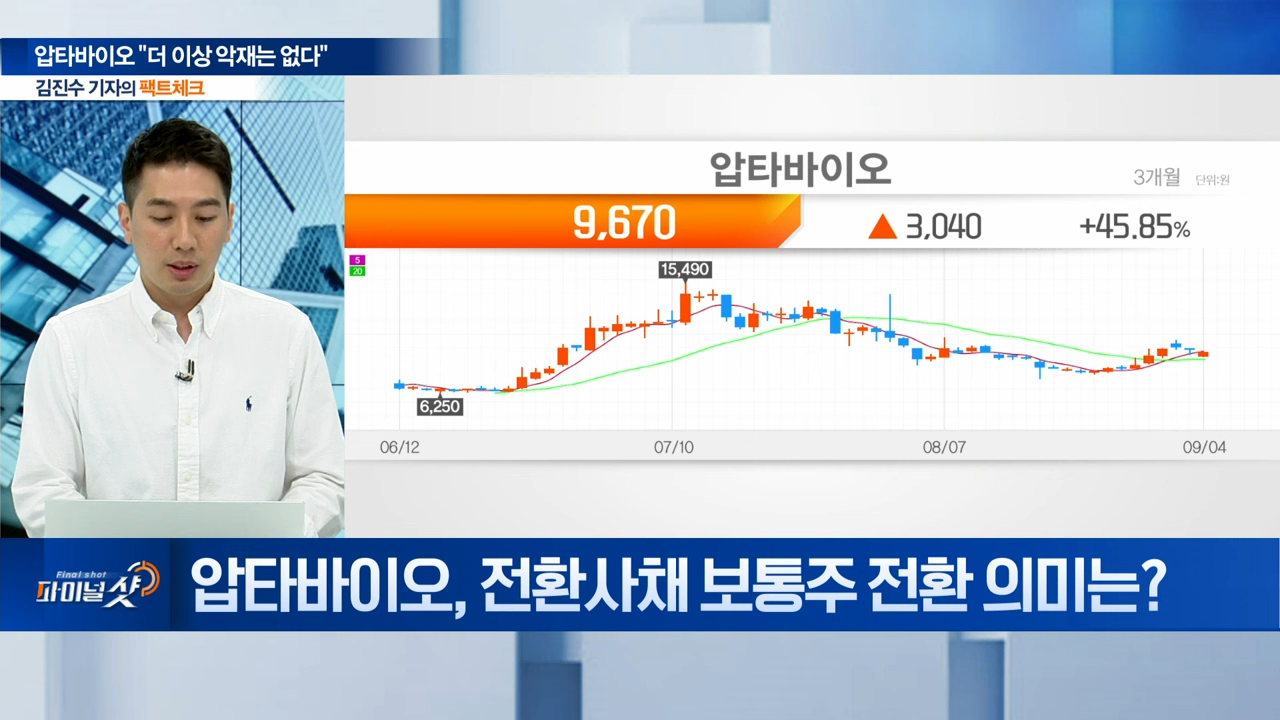 압타바이오 "더 이상 악재는 없다"
김진수 기자의 팩트체크
압타바이오
3개월 단위:원
9,670 ▲ 3,040 +45.85%
5
20
15,490
6,250
06/12 07/10 08/07 09/04
Final shot
파이널 샷
압타바이오, 전환사채 보통주 전환 의미는?